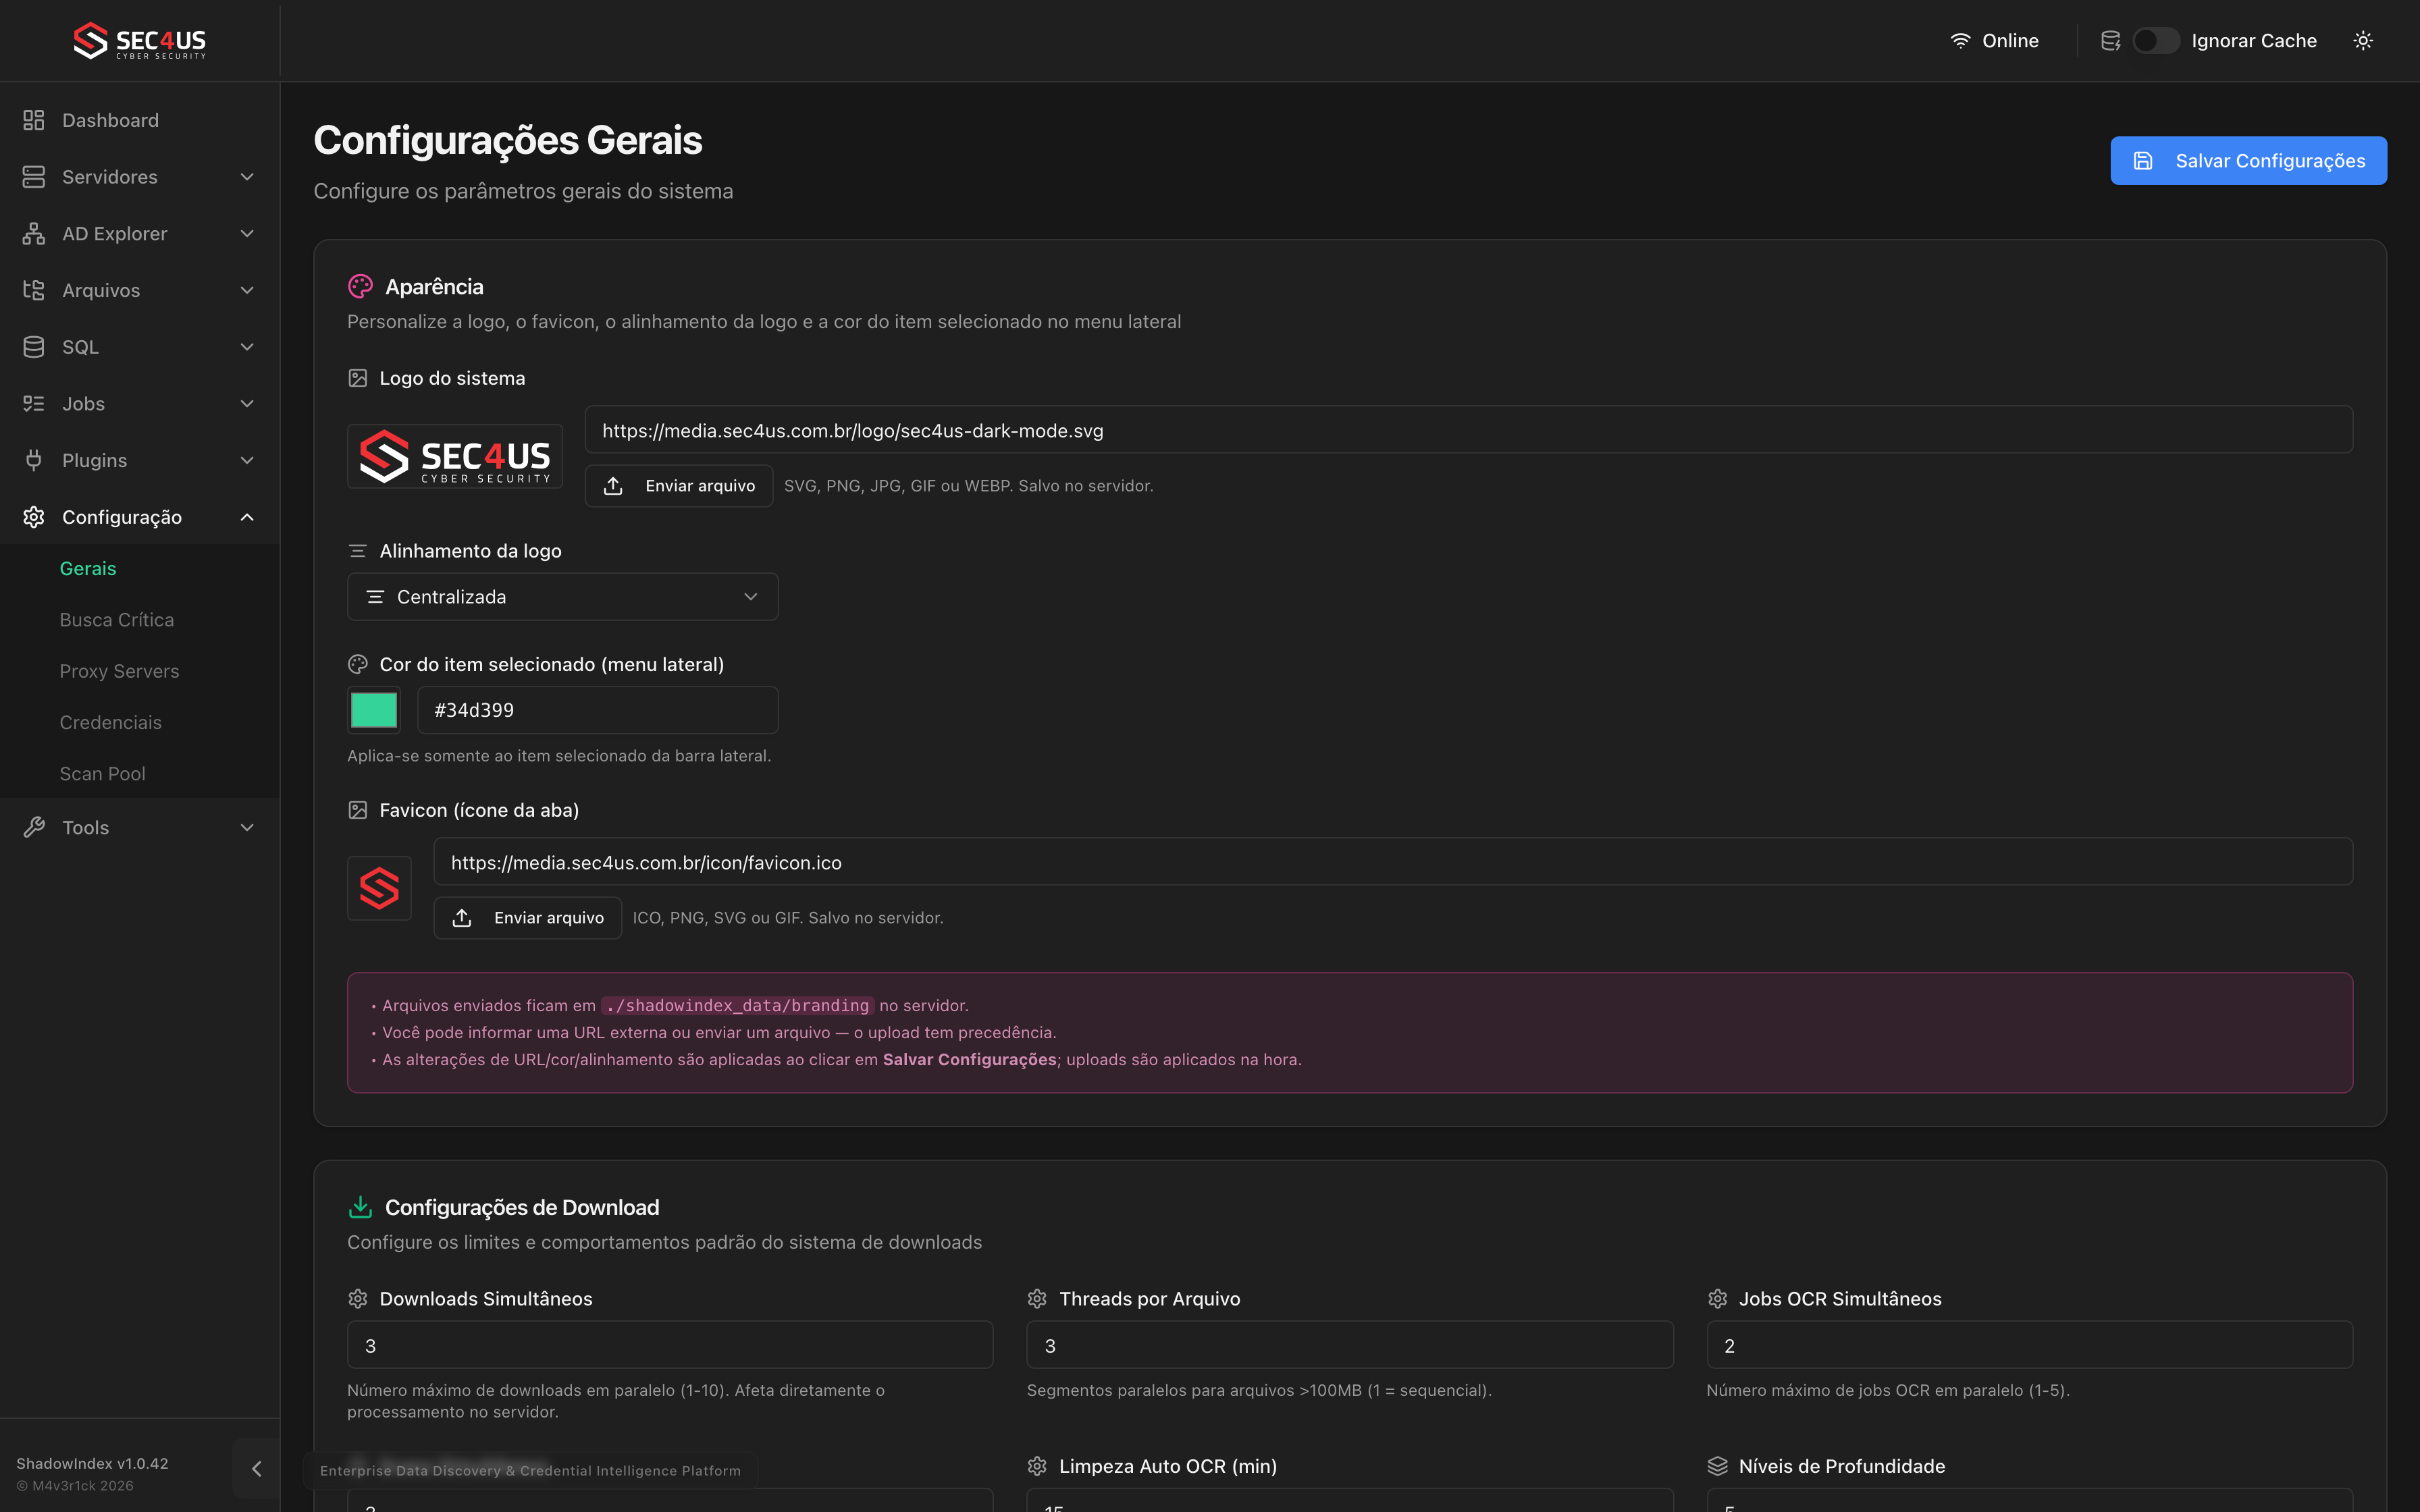 SEC4US
CYBER SECURITY
Online
Ignorar Cache
Dashboard
Servidores
AD Explorer
Arquivos
SQL
Jobs
Plugins
Configuração
Gerais
Busca Crítica
Proxy Servers
Credenciais
Scan Pool
Tools
ShadowIndex v1.0.42
© M4v3r1ck 2026
Configurações Gerais
Configure os parâmetros gerais do sistema
Salvar Configurações
Aparência
Personalize a logo, o favicon, o alinhamento da logo e a cor do item selecionado no menu lateral
Logo do sistema
SEC4US
CYBER SECURITY
https://media.sec4us.com.br/logo/sec4us-dark-mode.svg
Enviar arquivo
SVG, PNG, JPG, GIF ou WEBP. Salvo no servidor.
Alinhamento da logo
Centralizada
Cor do item selecionado (menu lateral)
#34d399
Aplica-se somente ao item selecionado da barra lateral.
Favicon (ícone da aba)
https://media.sec4us.com.br/icon/favicon.ico
Enviar arquivo
ICO, PNG, SVG ou GIF. Salvo no servidor.
• Arquivos enviados ficam em ./shadowindex_data/branding no servidor.
• Você pode informar uma URL externa ou enviar um arquivo — o upload tem precedência.
• As alterações de URL/cor/alinhamento são aplicadas ao clicar em Salvar Configurações; uploads são aplicados na hora.
Configurações de Download
Configure os limites e comportamentos padrão do sistema de downloads
Downloads Simultâneos
3
Número máximo de downloads em paralelo (1-10). Afeta diretamente o
processamento no servidor.
Threads por Arquivo
3
Segmentos paralelos para arquivos >100MB (1 = sequencial).
Jobs OCR Simultâneos
2
Número máximo de jobs OCR em paralelo (1-5).
Enterprise Data Discovery & Credential Intelligence Platform
Limpeza Auto OCR (min)
15
Níveis de Profundidade